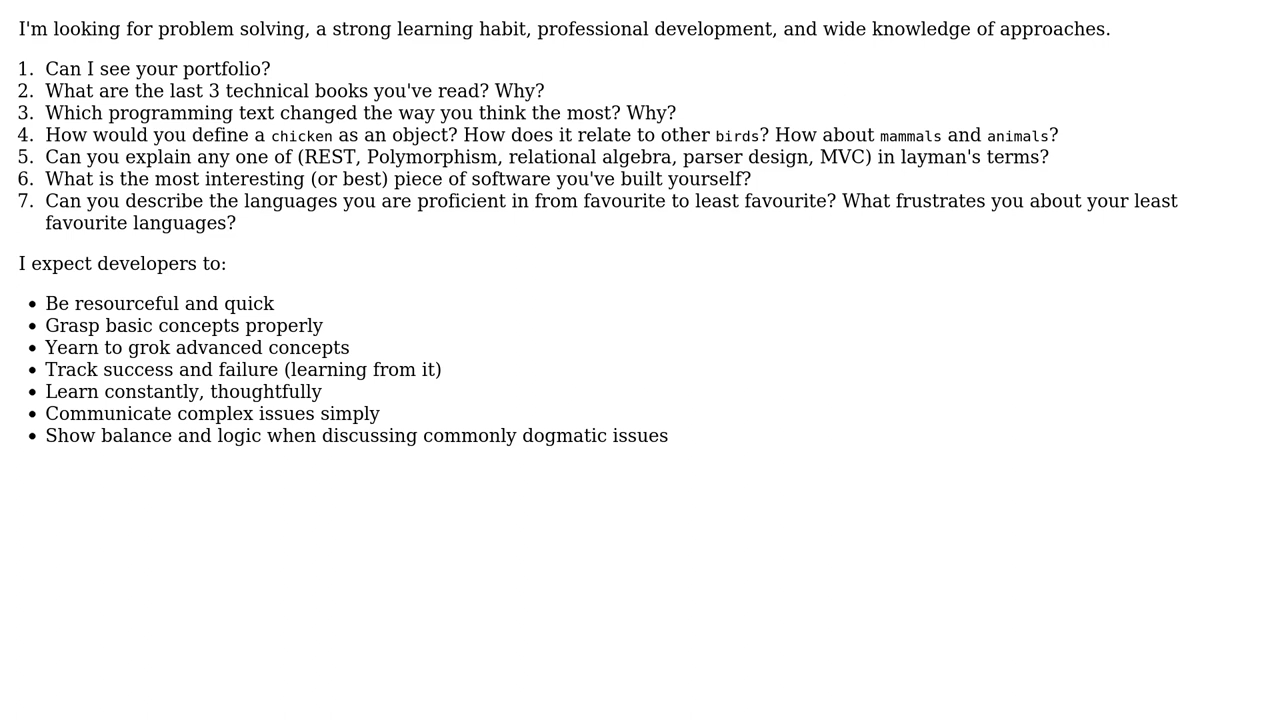 I'm looking for problem solving, a strong learning habit, professional development, and wide knowledge of approaches.
1. Can I see your portfolio?
2. What are the last 3 technical books you've read? Why?
3. Which programming text changed the way you think the most? Why?
4. How would you define a chicken as an object? How does it relate to other birds? How about mammals and animals?
5. Can you explain any one of (REST, Polymorphism, relational algebra, parser design, MVC) in layman's terms?
6. What is the most interesting (or best) piece of software you've built yourself?
7. Can you describe the languages you are proficient in from favourite to least favourite? What frustrates you about your least
favourite languages?
I expect developers to:
• Be resourceful and quick
• Grasp basic concepts properly
• Yearn to grok advanced concepts
• Track success and failure (learning from it)
• Learn constantly, thoughtfully
• Communicate complex issues simply
• Show balance and logic when discussing commonly dogmatic issues